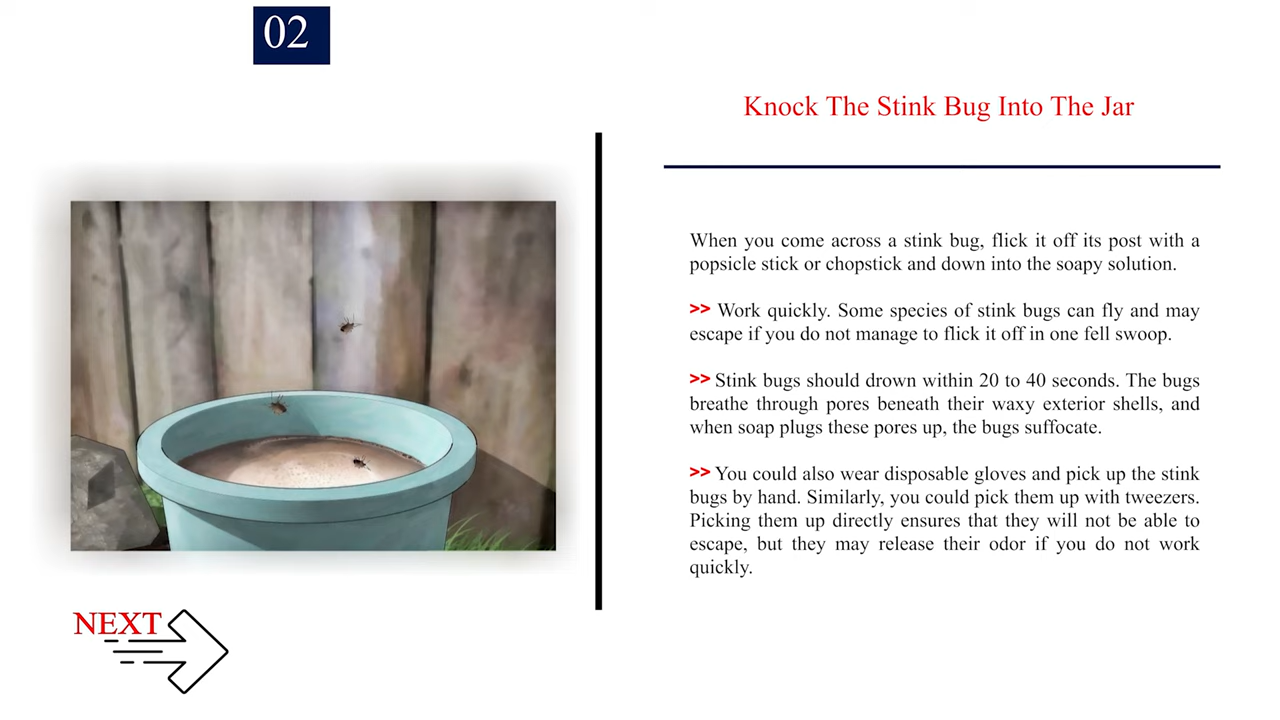 02
Knock The Stink Bug Into The Jar
When you come across a stink bug, flick it off its post with a
popsicle stick or chopstick and down into the soapy solution.
>> Work quickly. Some species of stink bugs can fly and may
escape if you do not manage to flick it off in one fell swoop.
>> Stink bugs should drown within 20 to 40 seconds. The bugs
breathe through pores beneath their waxy exterior shells, and
when soap plugs these pores up, the bugs suffocate.
>> You could also wear disposable gloves and pick up the stink
bugs by hand. Similarly, you could pick them up with tweezers.
Picking them up directly ensures that they will not be able to
escape, but they may release their odor if you do not work
quickly.
NEXT